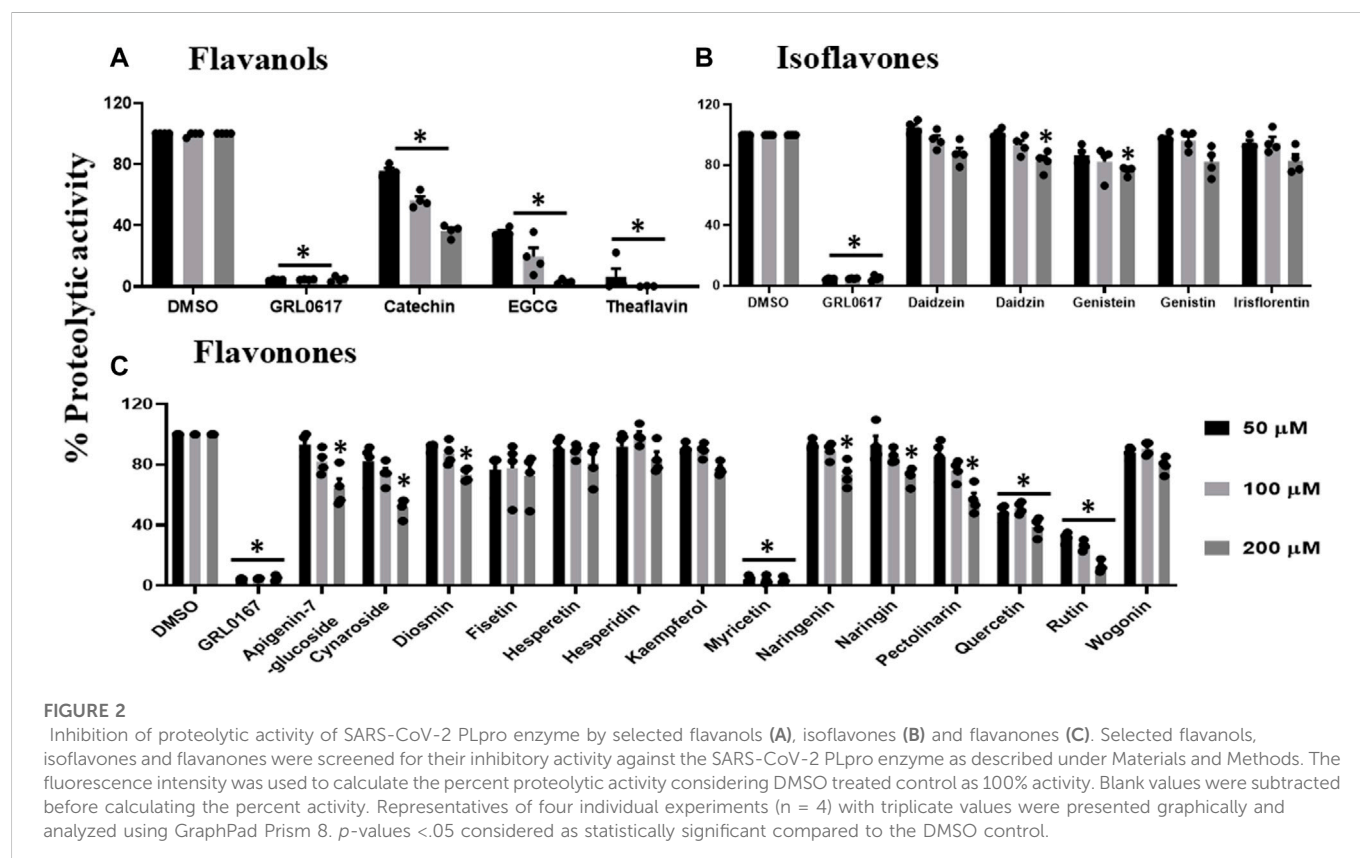 A Flavanols
B Isoflavones
% Proteolytic activity
120
80
40
0
DMSO GRL0617 Catechin EGCG Theaflavin
* * * *
120
80
40
0
DMSO GRL0617 Daidzein Daidzin Genistein Genistin Irisflorentin
* * *
Flavonones
C
120
80
40
0
* * * * * * * * * *
DMSO
GRL0167
Apigenin-7
-glucoside
Cynaroside
Diosmin
Fisetin
Hesperetin
Hesperidin
Kaempferol
Myricetin
Naringenin
Naringin
Pectolinarin
Quercetin
Rutin
Wogonin
50 μM
100 μM
200 μM
FIGURE 2
Inhibition of proteolytic activity of SARS-CoV-2 PLpro enzyme by selected flavanols (A), isoflavones (B) and flavanones (C). Selected flavanols,
isoflavones and flavanones were screened for their inhibitory activity against the SARS-CoV-2 PLpro enzyme as described under Materials and Methods. The
fluorescence intensity was used to calculate the percent proteolytic activity considering DMSO treated control as 100% activity. Blank values were subtracted
before calculating the percent activity. Representatives of four individual experiments (n = 4) with triplicate values were presented graphically and
analyzed using GraphPad Prism 8. p-values <.05 considered as statistically significant compared to the DMSO control.